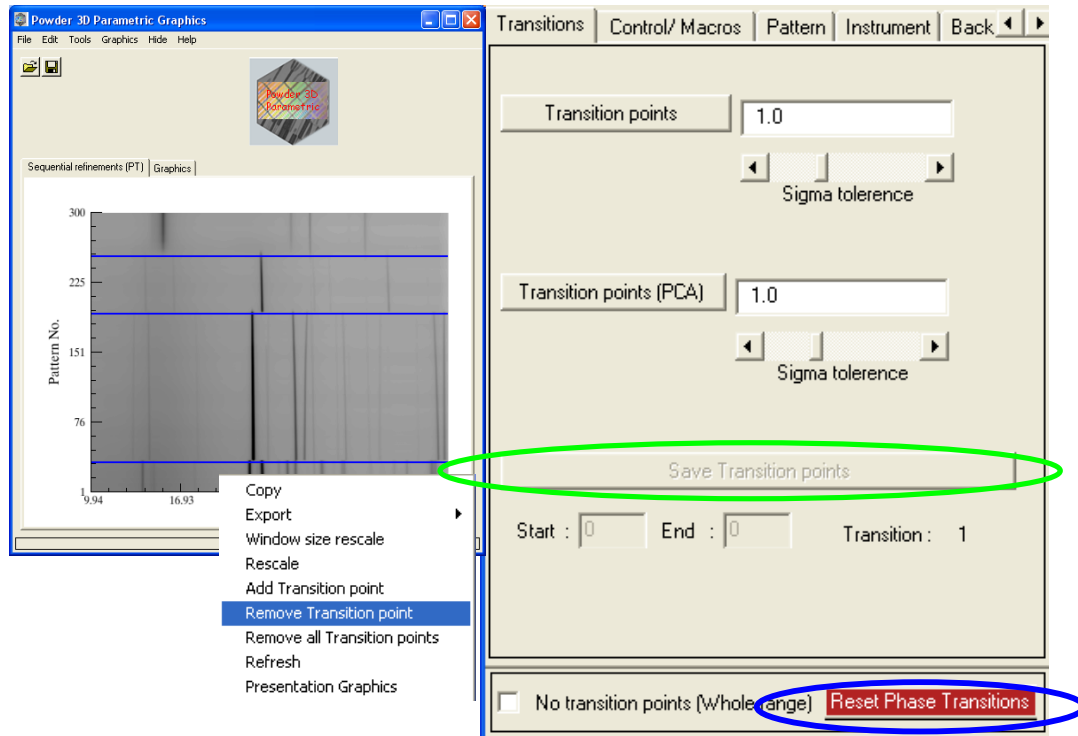 Powder 3D Parametric Graphics
File Edit Tools Graphics Hide Help
Powder 3D
Parametric
Sequential refinements (PT) Graphics
300
225
151
76
1
Pattern No.
9.94 16.93
Copy
Export
Window size rescale
Rescale
Add Transition point
Remove Transition point
Remove all Transition points
Refresh
Presentation Graphics
Transitions Control/ Macros Pattern Instrument Back
Transition points 1.0
Sigma tolerence
Transition points (PCA) 1.0
Sigma tolerence
Save Transition points
Start : 0 End : 0 Transition : 1
No transition points (Whole range) Reset Phase Transitions